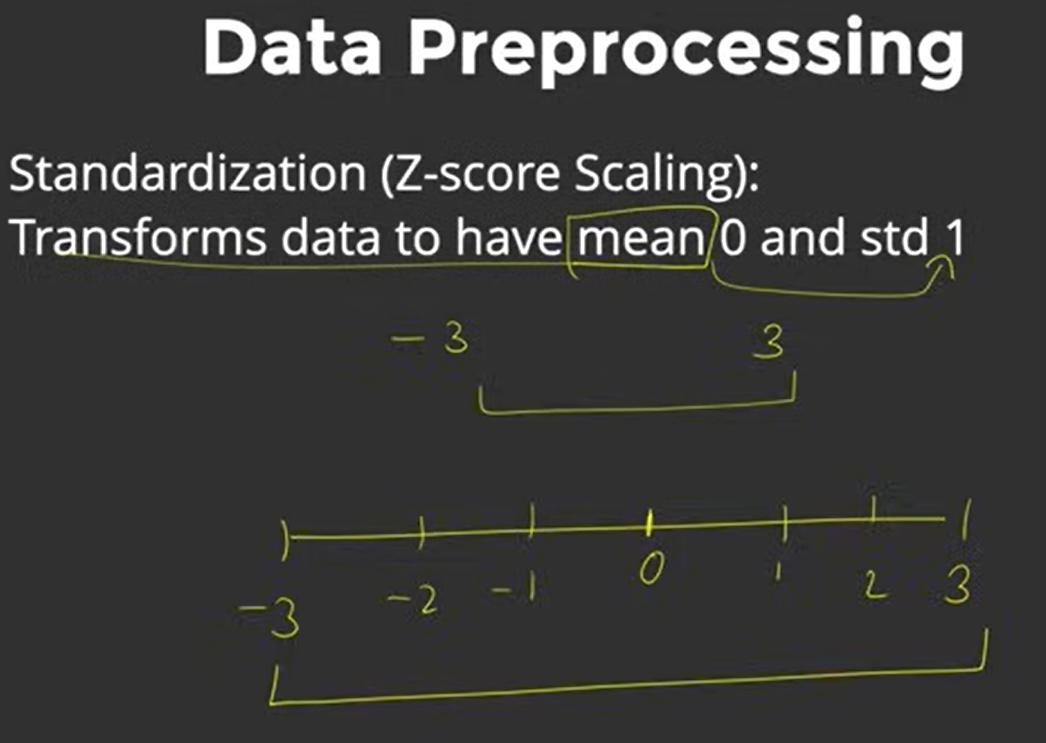 Data Preprocessing
Standardization (Z-score Scaling):
Transforms data to have mean 0 and std 1
-3 3
-3 -2 -1 0 1 2 3